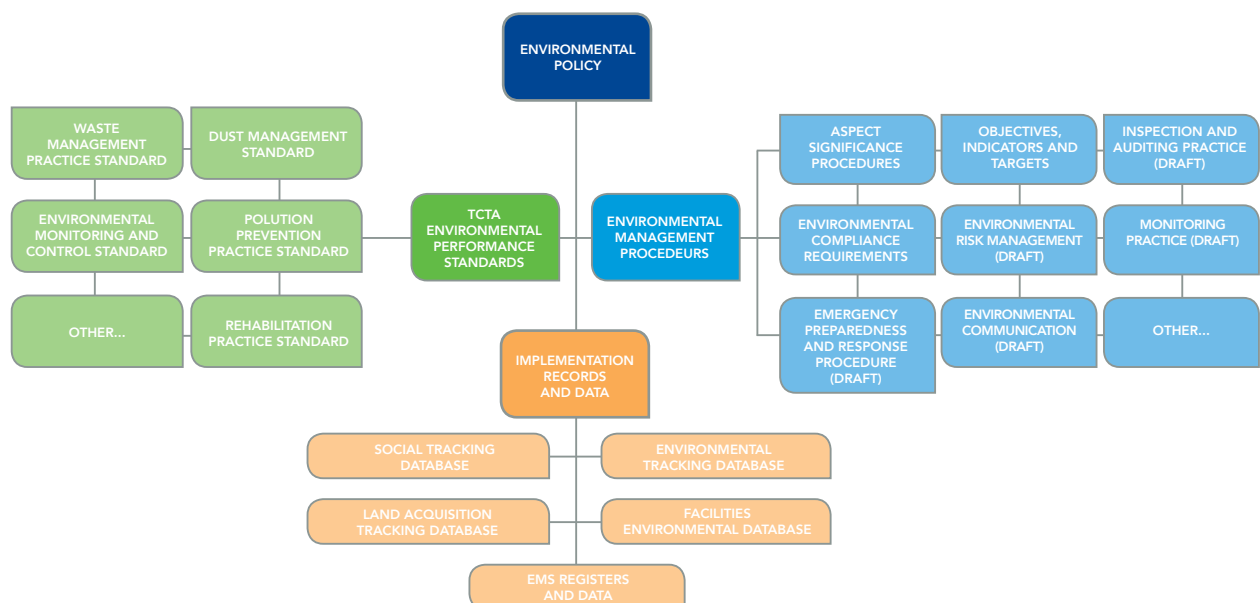 ENVIRONMENTAL
POLICY
WASTE
MANAGEMENT
PRACTICE STANDARD
DUST MANAGEMENT
STANDARD
ENVIRONMENTAL
MONITORING AND
CONTROL STANDARD
POLUTION
PREVENTION
PRACTICE STANDARD
OTHER...
REHABILITATION
PRACTICE STANDARD
TCTA
ENVIRONMENTAL
PERFORMANCE
STANDARDS
ENVIRONMENTAL
MANAGEMENT
PROCEDEURS
ASPECT
SIGNIFICANCE
PROCEDURES
OBJECTIVES,
INDICATORS AND
TARGETS
INSPECTION AND
AUDITING PRACTICE
(DRAFT)
ENVIRONMENTAL
COMPLIANCE
REQUIREMENTS
ENVIRONMENTAL
RISK MANAGEMENT
(DRAFT)
MONITORING
PRACTICE (DRAFT)
EMERGENCY
PREPAREDNESS
AND RESPONSE
PROCEDURE
(DRAFT)
ENVIRONMENTAL
COMMUNICATION
(DRAFT)
OTHER...
IMPLEMENTATION
RECORDS
AND DATA
SOCIAL TRACKING
DATABASE
ENVIRONMENTAL
TRACKING DATABASE
LAND ACQUISITION
TRACKING DATABASE
FACILITIES
ENVIRONMENTAL DATABASE
EMS REGISTERS
AND DATA